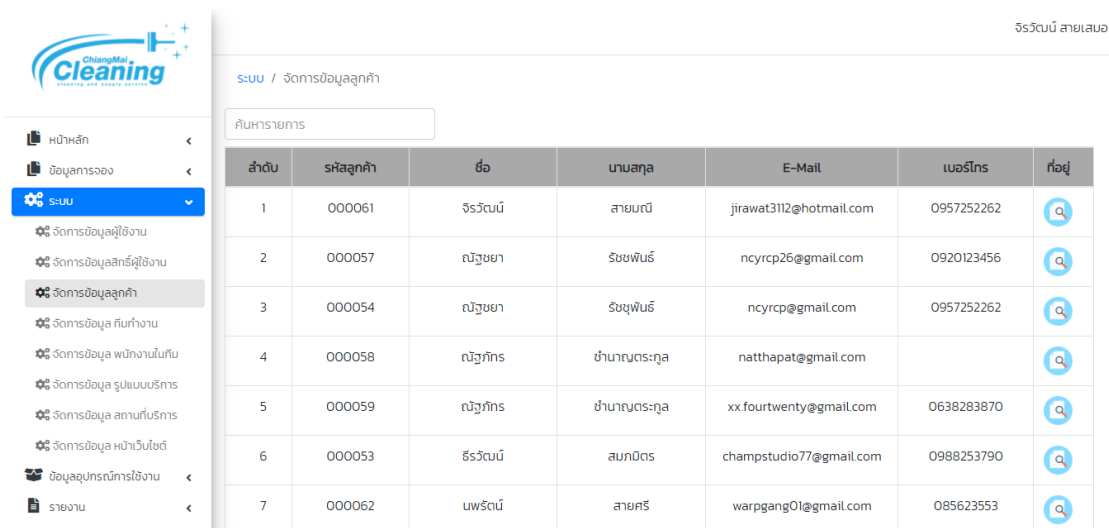 จิรวัฒน์ สายเสมอ
ChiangMai
Cleaning
cleaning and supply service
ระบบ / จัดการข้อมูลลูกค้า
ค้นหารายการ
หน้าหลัก
ข้อมูลการจอง
ระบบ
จัดการข้อมูลผู้ใช้งาน
จัดการข้อมูลสิทธิ์ผู้ใช้งาน
จัดการข้อมูลลูกค้า
จัดการข้อมูล ทีมทำงาน
จัดการข้อมูล พนักงานในทีม
จัดการข้อมูล รูปแบบบริการ
จัดการข้อมูล สถานที่บริการ
จัดการข้อมูล หน้าเว็บไซต์
ข้อมูลอุปกรณ์การใช้งาน
รายงาน
ลำดับ รหัสลูกค้า ชื่อ นามสกุล E-Mail เบอร์โทร ที่อยู่
1 000061 จิรวัฒน์ สายมณี jirawat3112@hotmail.com 0957252262
2 000057 ณัฐชยา รัชชพันธ์ ncyrcp26@gmail.com 0920123456
3 000054 ณัฐชยา รัชชุพันธ์ ncyrcp@gmail.com 0957252262
4 000058 ณัฐภัทร ชำนาญตระกูล natthapat@gmail.com
5 000059 ณัฐภัทร ชำนาญตระกูล xx.fourtwenty@gmail.com 0638283870
6 000053 ธีรวัฒน์ สมภมิตร champstudio77@gmail.com 0988253790
7 000062 นพรัตน์ สายศรี warpgang01@gmail.com 085623553